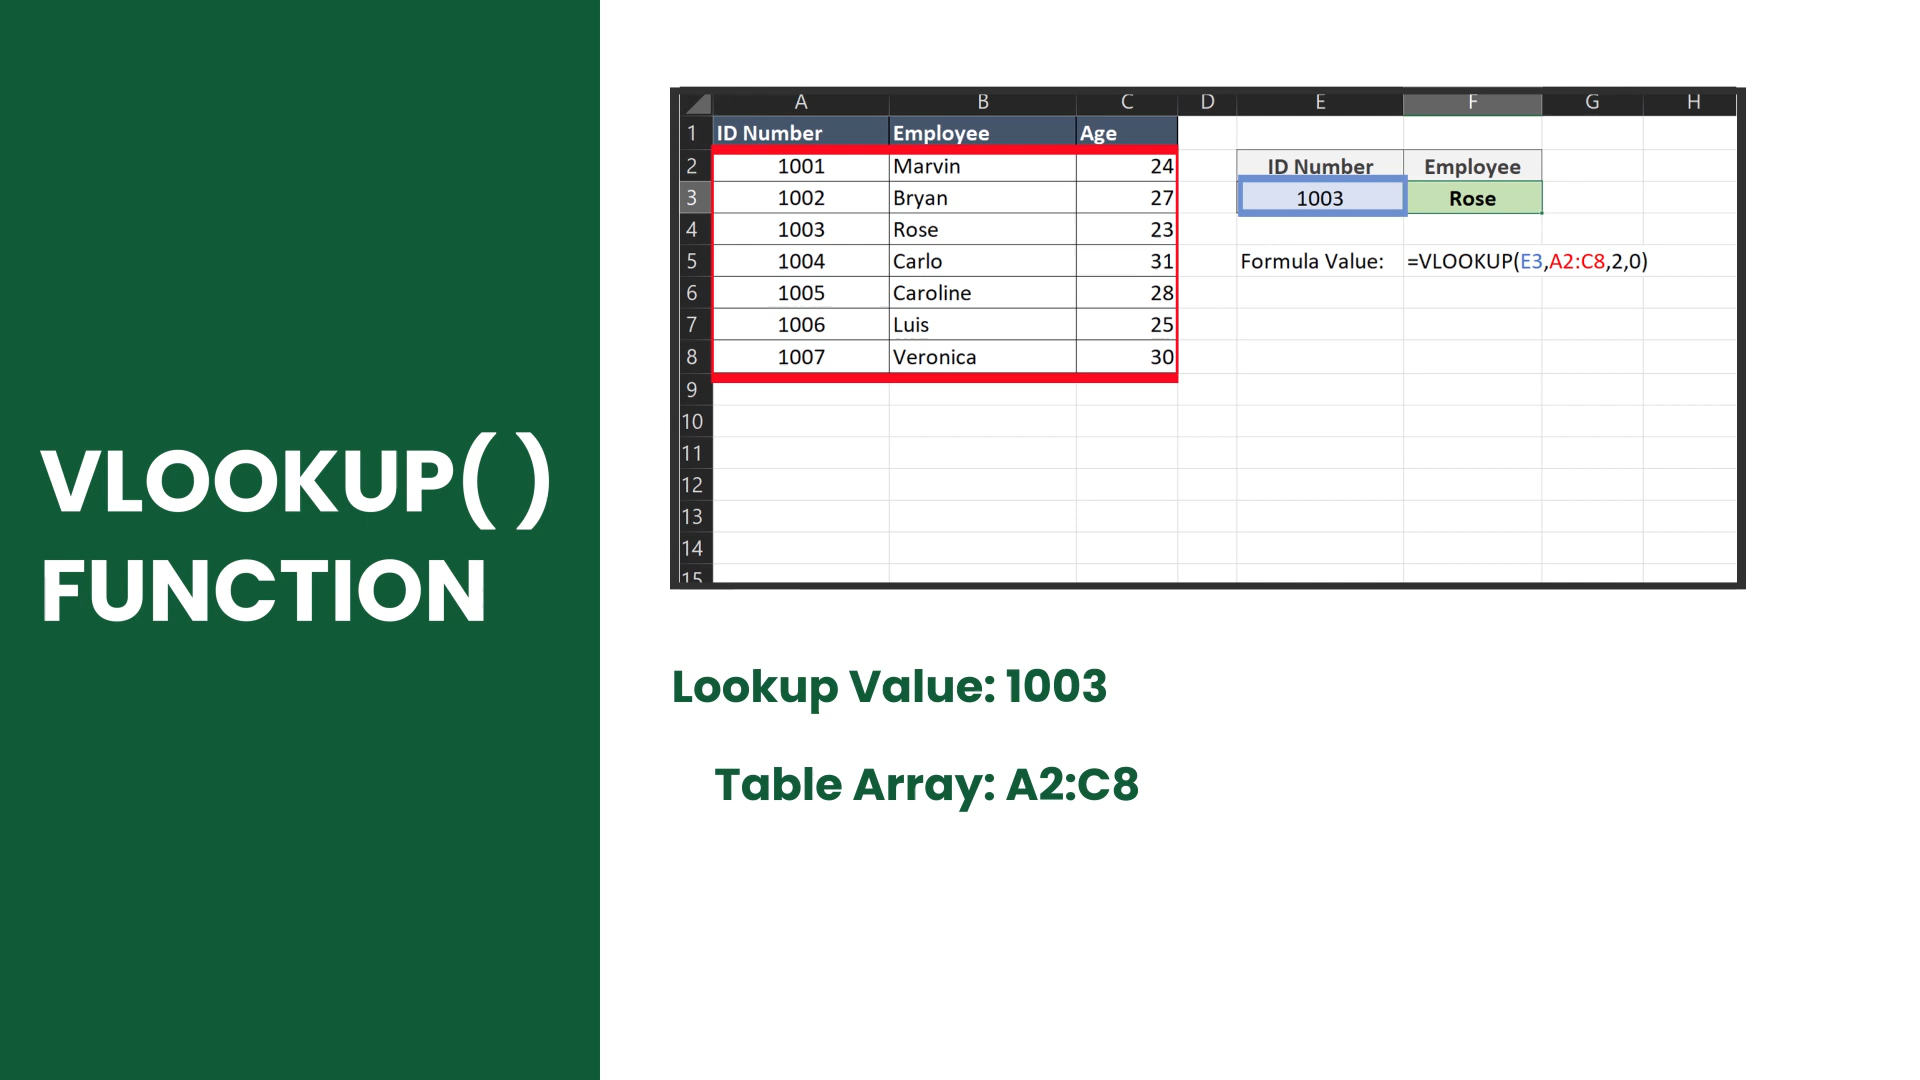 VLOOKUP( )
FUNCTION
A B C D E F G H
1 ID Number Employee Age
2 1001 Marvin 24 ID Number Employee
3 1002 Bryan 27 1003 Rose
4 1003 Rose 23
5 1004 Carlo 31 Formula Value: =VLOOKUP(E3,A2:C8,2,0)
6 1005 Caroline 28
7 1006 Luis 25
8 1007 Veronica 30
9
10
11
12
13
14
15
Lookup Value: 1003
Table Array: A2:C8